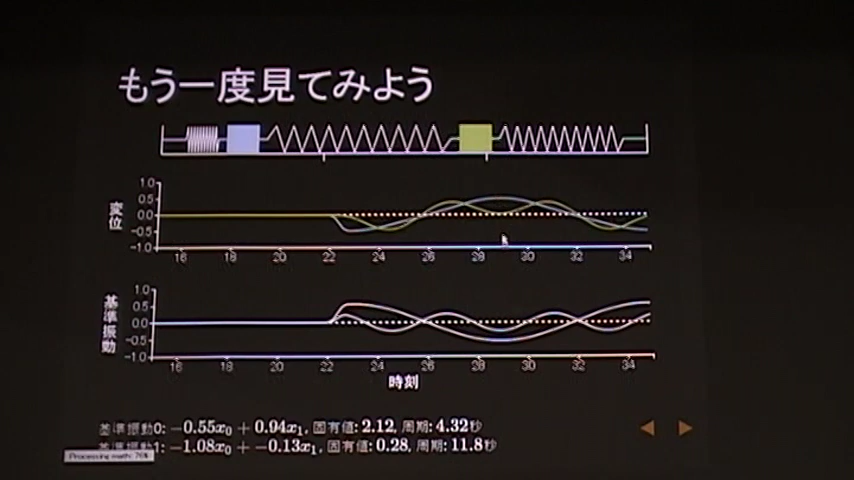 もう一度見てみよう
変位
1.0
0.5
0.0
-0.5
-1.0
16 18 20 22 24 26 28 30 32 34
基準振動
1.0
0.5
0.0
-0.5
-1.0
16 18 20 22 24 26 28 30 32 34
時刻
基準振動0: −0.55x₀ + 0.94x₁, 固有値: 2.12, 周期: 4.32秒
基準振動1: −1.08x₀ + −0.13x₁, 固有値: 0.28, 周期: 11.8秒
Processing math: 76%